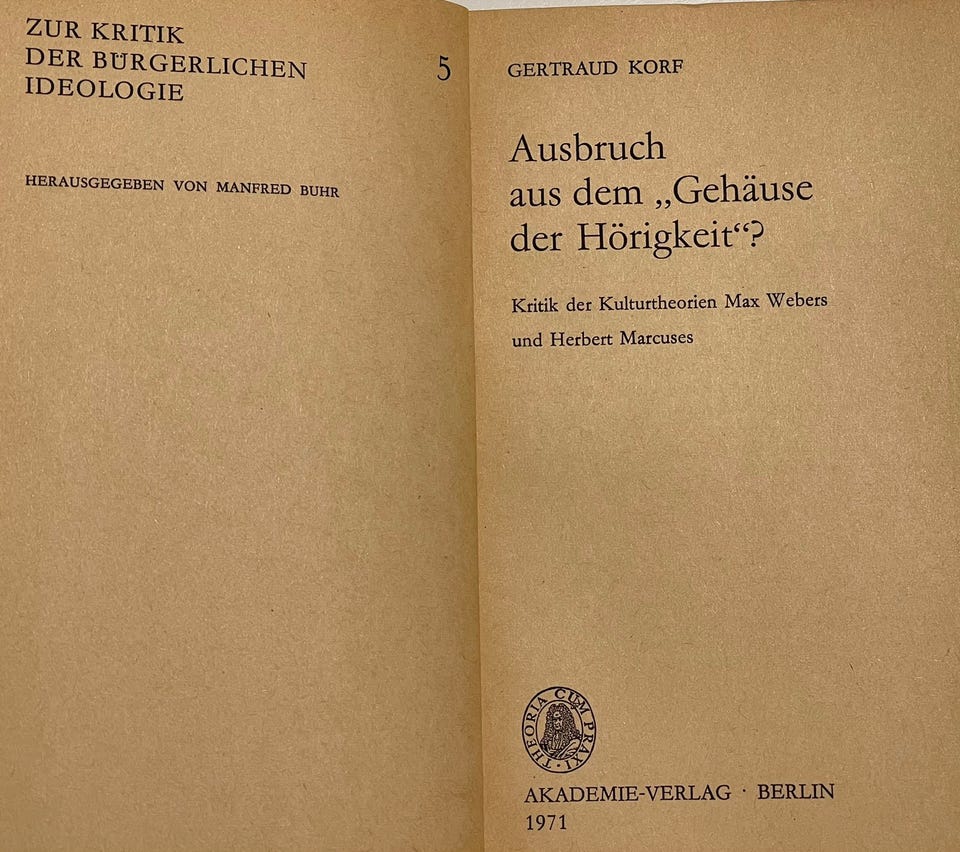 ZUR KRITIK
DER BÜRGERLICHEN
IDEOLOGIE
5
HERAUSGEGEBEN VON MANFRED BUHR
GERTRAUD KORF
Ausbruch
aus dem „Gehäuse
der Hörigkeit“?
Kritik der Kulturtheorien Max Webers
und Herbert Marcuses
THEORIA CUM PRAXI
AKADEMIE-VERLAG · BERLIN
1971